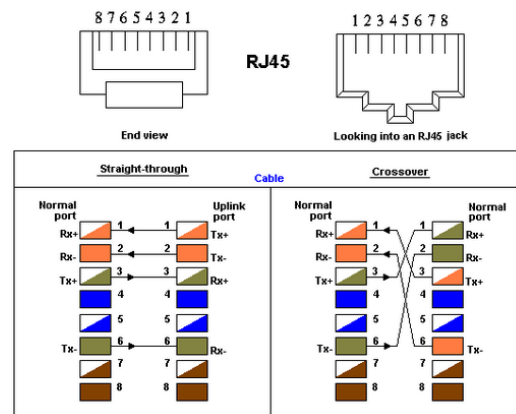 8 7 6 5 4 3 2 1
1 2 3 4 5 6 7 8
RJ45
End view
Looking into an RJ45 jack
Straight-through
Cable
Crossover
Normal port
Uplink port
Rx+ 1 1 Tx+
Rx- 2 2 Tx-
Tx+ 3 3 Rx+
4 4
5 5
Tx- 6 6 Rx-
7 7
8 8
Normal port
Normal port
Rx+ 1 1 Rx+
Rx- 2 2 Rx-
Tx+ 3 3 Tx+
4 4
5 5
Tx- 6 6 Tx-
7 7
8 8